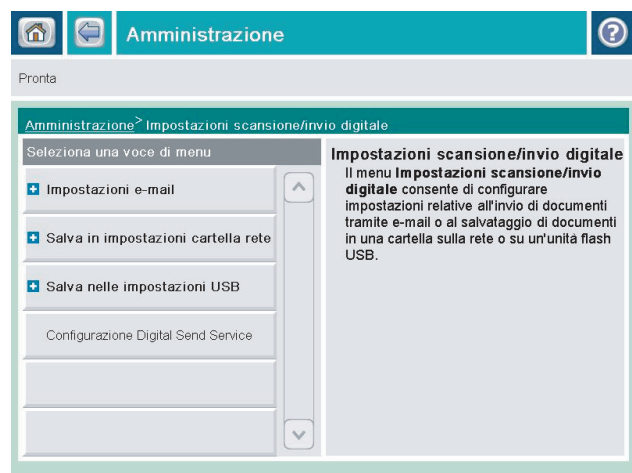 Amministrazione
?
Pronta
Amministrazione > Impostazioni scansione/invio digitale
Seleziona una voce di menu
Impostazioni e-mail
Salva in impostazioni cartella rete
Salva nelle impostazioni USB
Configurazione Digital Send Service
Impostazioni scansione/invio digitale
Il menu Impostazioni scansione/invio
digitale consente di configurare
impostazioni relative all'invio di documenti
tramite e-mail o al salvataggio di documenti
in una cartella sulla rete o su un'unità flash
USB.